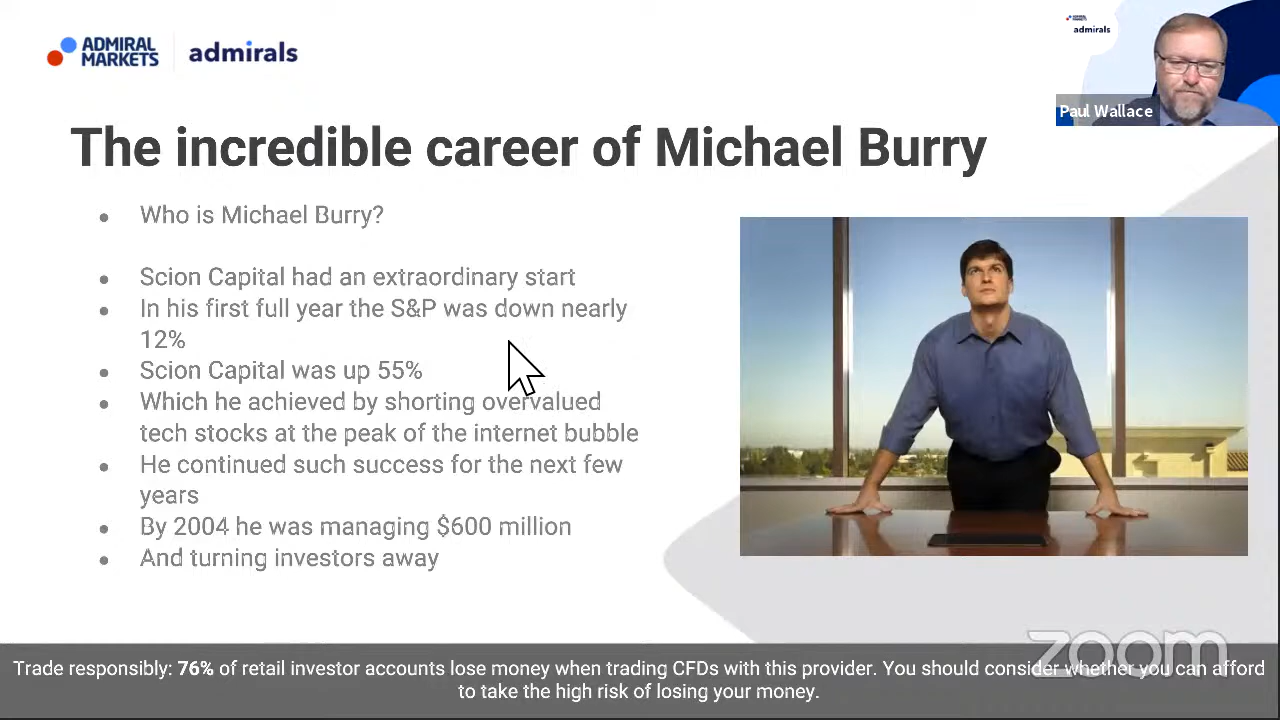 ADMIRAL
MARKETS
admirals
ADMIRAL
MARKETS
admirals
Paul Wallace
The incredible career of Michael Burry
• Who is Michael Burry?
• Scion Capital had an extraordinary start
• In his first full year the S&P was down nearly
12%
• Scion Capital was up 55%
• Which he achieved by shorting overvalued
tech stocks at the peak of the internet bubble
• He continued such success for the next few
years
• By 2004 he was managing $600 million
• And turning investors away
zoom
Trade responsibly: 76% of retail investor accounts lose money when trading CFDs with this provider. You should consider whether you can afford
to take the high risk of losing your money.